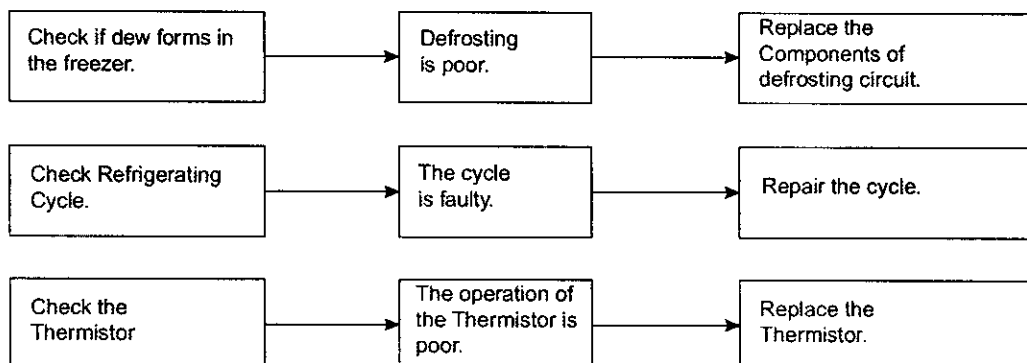 Check if dew forms in
the freezer.
Defrosting
is poor.
Replace the
Components of
defrosting circuit.
Check Refrigerating
Cycle.
The cycle
is faulty.
Repair the cycle.
Check the
Thermistor
The operation of
the Thermistor is
poor.
Replace the
Thermistor.